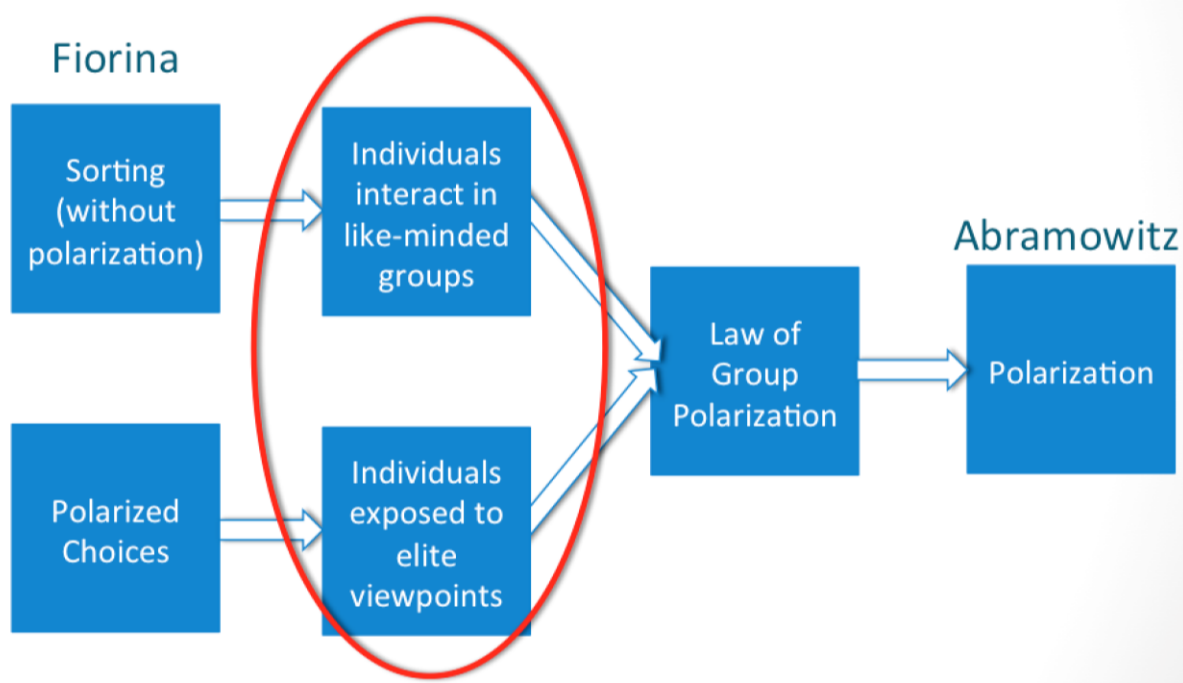 Fiorina
Sorting
(without
polarization)
Individuals
interact in
like-minded
groups
Polarized
Choices
Individuals
exposed to
elite
viewpoints
Law of
Group
Polarization
Abramowitz
Polarization